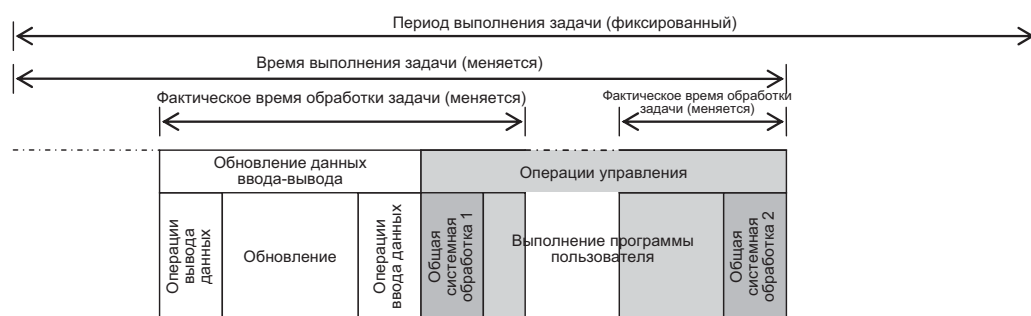 Период выполнения задачи (фиксированный)
Время выполнения задачи (меняется)
Фактическое время обработки задачи (меняется)
Фактическое время обработки
задачи (меняется)
Обновление данных
ввода-вывода
Операции управления
Операции
вывода
данных
Обновление
Операции
ввода данных
Общая
системная
обработка 1
Выполнение программы
пользователя
Общая
системная
обработка 2